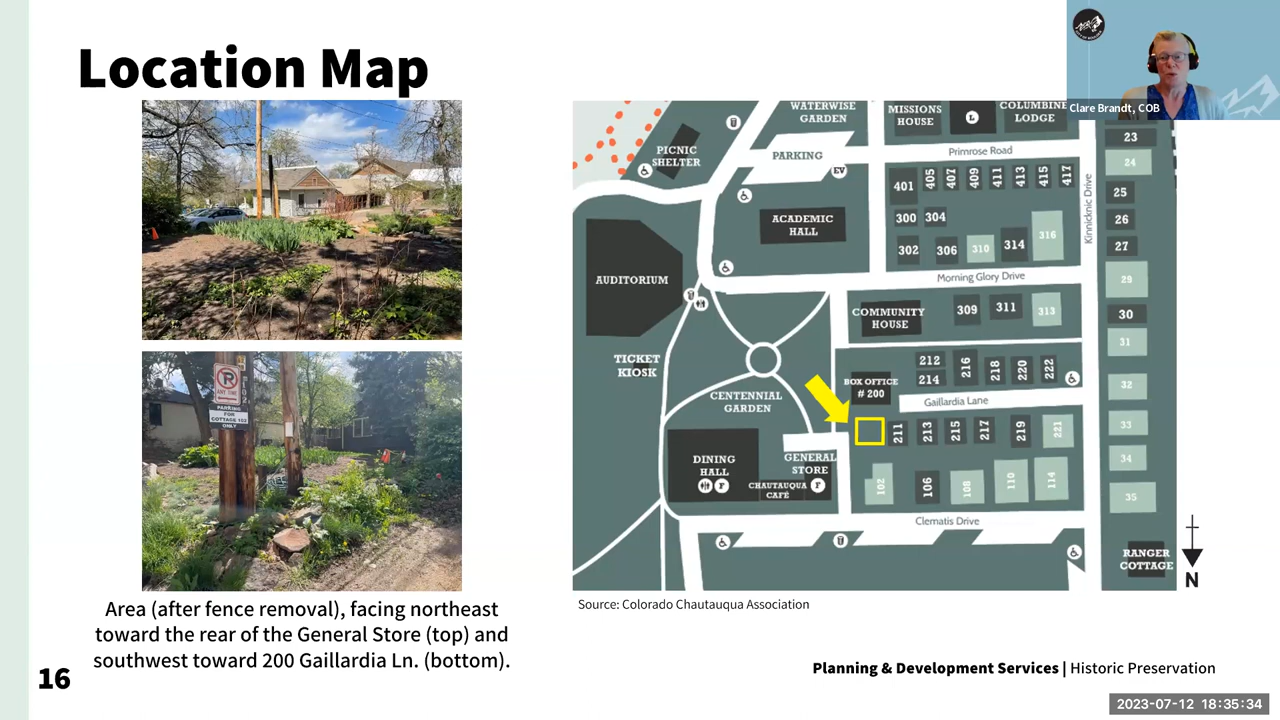 Location Map
Clare Brandt, COB
PARKING
FOR
COTTAGE 102
ONLY
Area (after fence removal), facing northeast
toward the rear of the General Store (top) and
southwest toward 200 Gaillardia Ln. (bottom).
16
WATERWISE
GARDEN
MISSIONS
HOUSE
L
COLUMBINE
LODGE
PICNIC
SHELTER
PARKING
EV
Primrose Road
401
405
407
409
411
413
415
417
23
24
ACADEMIC
HALL
300
304
302
306
310
314
316
Kinnicknic Drive
25
26
27
AUDITORIUM
Morning Glory Drive
29
COMMUNITY
HOUSE
309
311
313
30
31
TICKET
KIOSK
212
214
216
218
220
222
BOX OFFICE
# 200
32
CENTENNIAL
GARDEN
Gaillardia Lane
211
213
215
217
219
221
33
DINING
HALL
F
GENERAL
STORE
CHAUTAUQUA
CAFÉ
F
34
102
106
108
110
114
35
Clematis Drive
RANGER
COTTAGE
N
Source: Colorado Chautauqua Association
Planning & Development Services | Historic Preservation
2023-07-12 18:35:34